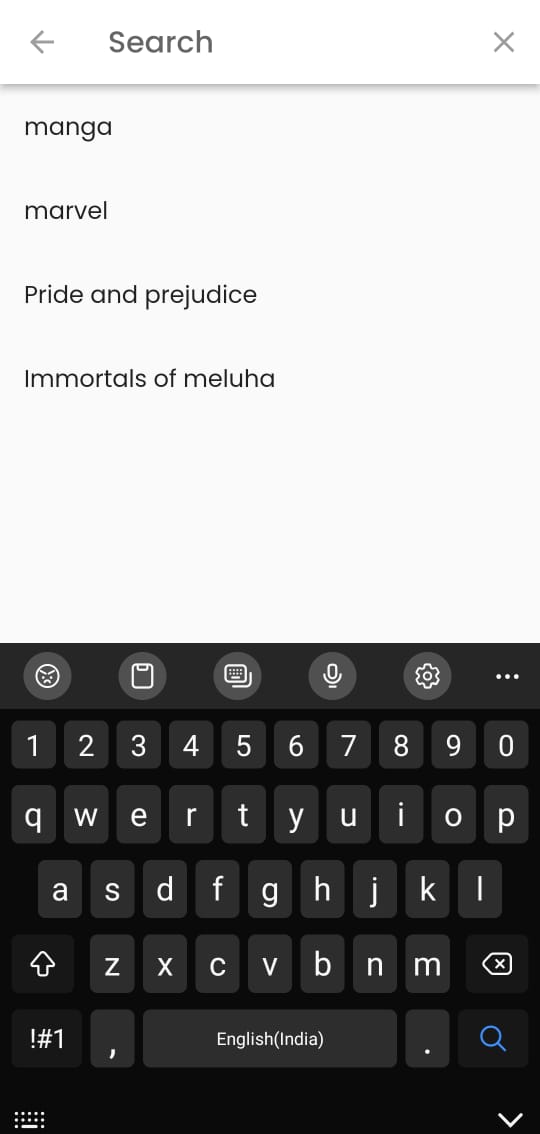 Search
manga
marvel
Pride and prejudice
Immortals of meluha
1 2 3 4 5 6 7 8 9 0
q w e r t y u i o p
a s d f g h j k l
z x c v b n m
!#1 , English(India) .